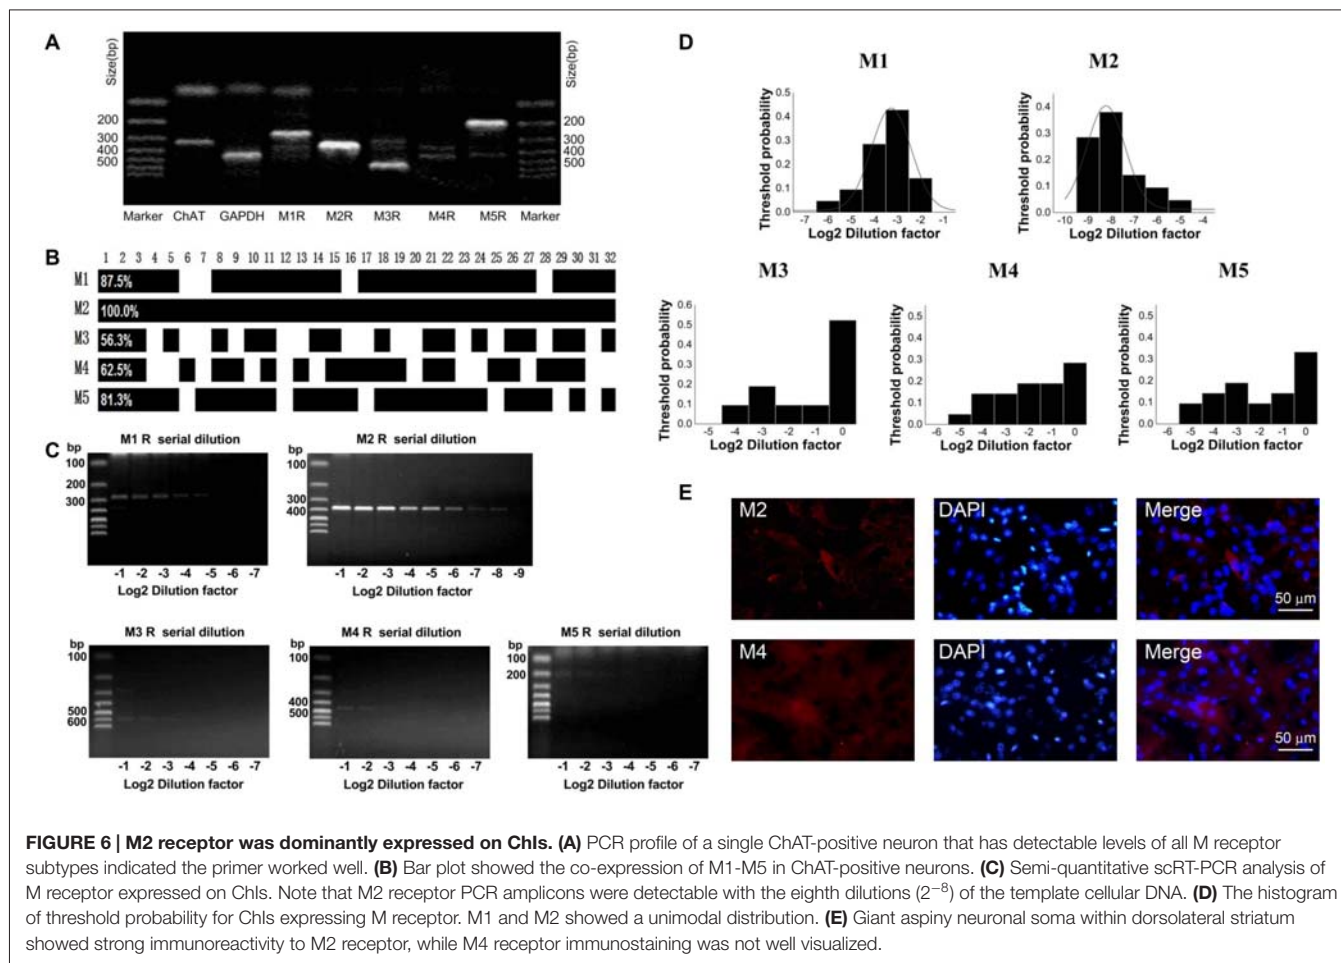 A
Size(bp)
200
300
400
500
Size(bp)
200
300
400
500
Marker ChAT GAPDH M1R M2R M3R M4R M5R Marker
B
1 2 3 4 5 6 7 8 9 10 11 12 13 14 15 16 17 18 19 20 21 22 23 24 25 26 27 28 29 30 31 32
M1 87.5%
M2 100.0%
M3 56.3%
M4 62.5%
M5 81.3%
C
M1 R serial dilution
bp
100
200
300
-1 -2 -3 -4 -5 -6 -7
Log2 Dilution factor
M2 R serial dilution
bp
100
300
400
-1 -2 -3 -4 -5 -6 -7 -8 -9
Log2 Dilution factor
M3 R serial dilution
bp
100
500
600
-1 -2 -3 -4 -5 -6 -7
Log2 Dilution factor
M4 R serial dilution
bp
100
400
500
-1 -2 -3 -4 -5 -6 -7
Log2 Dilution factor
M5 R serial dilution
bp
100
200
-1 -2 -3 -4 -5 -6 -7
Log2 Dilution factor
D
M1
Threshold probability
0.5
0.4
0.3
0.2
0.1
0.0
-7 -6 -5 -4 -3 -2 -1
Log2 Dilution factor
M2
Threshold probability
0.4
0.3
0.2
0.1
0.0
-10 -9 -8 -7 -6 -5 -4
Log2 Dilution factor
M3
Threshold probability
0.6
0.5
0.4
0.3
0.2
0.1
0.0
-5 -4 -3 -2 -1 0
Log2 Dilution factor
M4
Threshold probability
0.5
0.4
0.3
0.2
0.1
0.0
-6 -5 -4 -3 -2 -1 0
Log2 Dilution factor
M5
Threshold probability
0.5
0.4
0.3
0.2
0.1
0.0
-6 -5 -4 -3 -2 -1 0
Log2 Dilution factor
E
M2 DAPI Merge
50 µm
M4 DAPI Merge
50 µm
FIGURE 6 | M2 receptor was dominantly expressed on ChIs. (A) PCR profile of a single ChAT-positive neuron that has detectable levels of all M receptor
subtypes indicated the primer worked well. (B) Bar plot showed the co-expression of M1-M5 in ChAT-positive neurons. (C) Semi-quantitative scRT-PCR analysis of
M receptor expressed on ChIs. Note that M2 receptor PCR amplicons were detectable with the eighth dilutions (2⁻⁸) of the template cellular DNA. (D) The histogram
of threshold probability for ChIs expressing M receptor. M1 and M2 showed a unimodal distribution. (E) Giant aspiny neuronal soma within dorsolateral striatum
showed strong immunoreactivity to M2 receptor, while M4 receptor immunostaining was not well visualized.